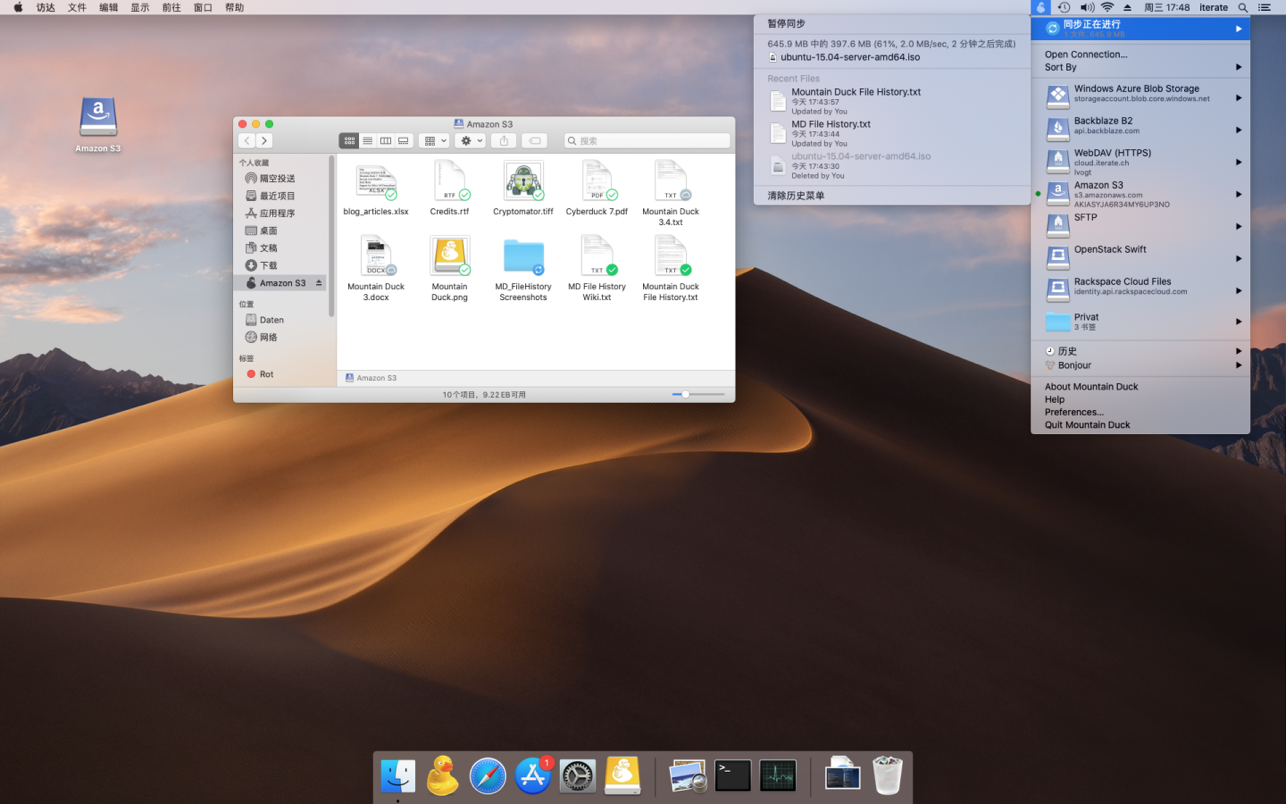 访达 文件 编辑 显示 前往 窗口 帮助
周三 17:48 iterate
Amazon S3
Amazon S3
搜索
个人收藏
隔空投送
最近项目
应用程序
桌面
文稿
下载
Amazon S3
位置
Daten
网络
标签
Rot
XLSX
RTF
PDF
TXT
blog_articles.xlsx
Credits.rtf
Cryptomator.tiff
Cyberduck 7.pdf
Mountain Duck
3.4.txt
DOCX
TXT
TXT
Mountain Duck
3.docx
Mountain
Duck.png
MD_FileHistory
Screenshots
MD File History
Wiki.txt
Mountain Duck
File History.txt
Amazon S3
10个项目，9.22 EB可用
暂停同步
645.9 MB 中的 397.6 MB (61%, 2.0 MB/sec, 2 分钟之后完成)
ubuntu-15.04-server-amd64.iso
Recent Files
Mountain Duck File History.txt
今天 17:43:57
Updated by You
MD File History.txt
今天 17:43:44
Updated by You
ubuntu-15.04-server-amd64.iso
今天 17:43:30
Deleted by You
清除历史菜单
同步正在进行
1 文件, 645.9 MB
Open Connection...
Sort By
Windows Azure Blob Storage
storageaccount.blob.core.windows.net
Backblaze B2
api.backblaze.com
WebDAV (HTTPS)
cloud.iterate.ch
lvogt
Amazon S3
s3.amazonaws.com
AKIASYJA6R34MY6UP3NO
SFTP
OpenStack Swift
Rackspace Cloud Files
identity.api.rackspacecloud.com
Privat
3 书签
历史
Bonjour
About Mountain Duck
Help
Preferences...
Quit Mountain Duck
1